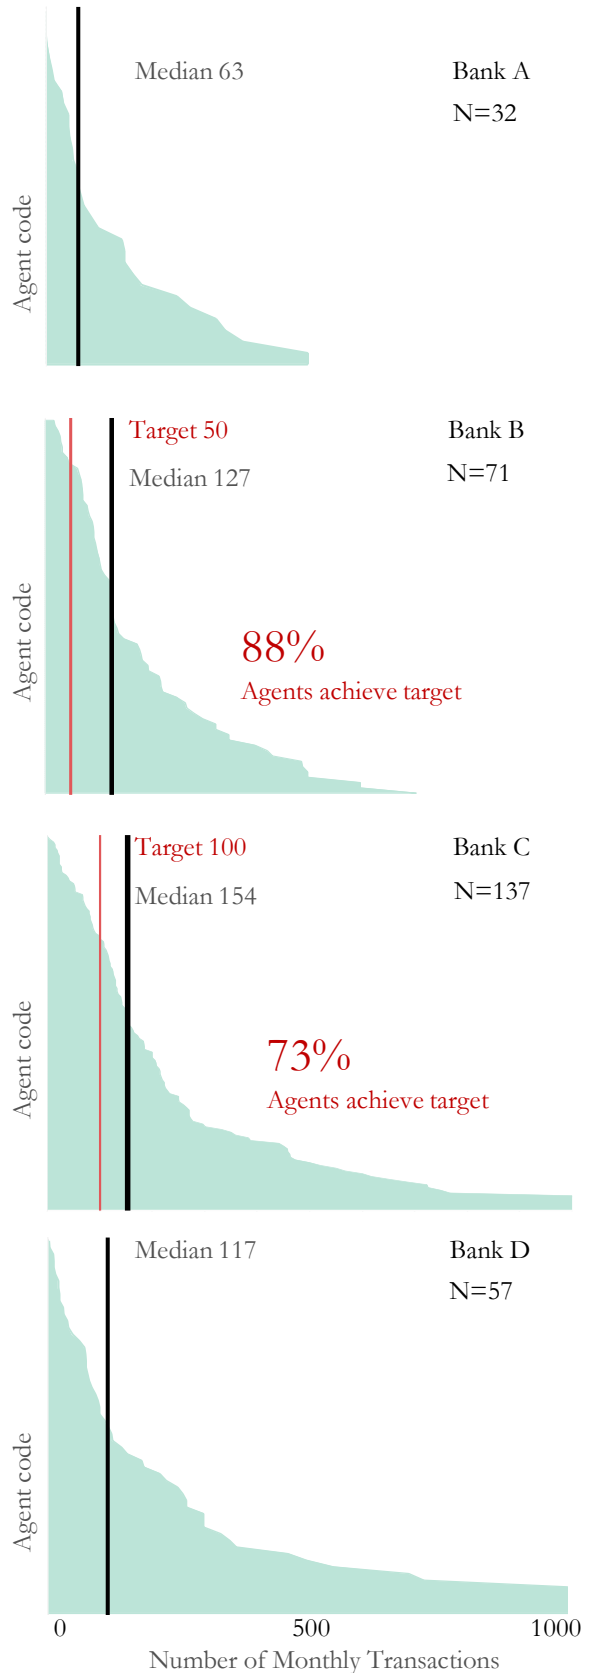 Median 63
Bank A
N=32
Agent code
Target 50
Bank B
Median 127
N=71
Agent code
88%
Agents achieve target
Target 100
Bank C
Median 154
N=137
Agent code
73%
Agents achieve target
Median 117
Bank D
N=57
Agent code
0 500 1000
Number of Monthly Transactions